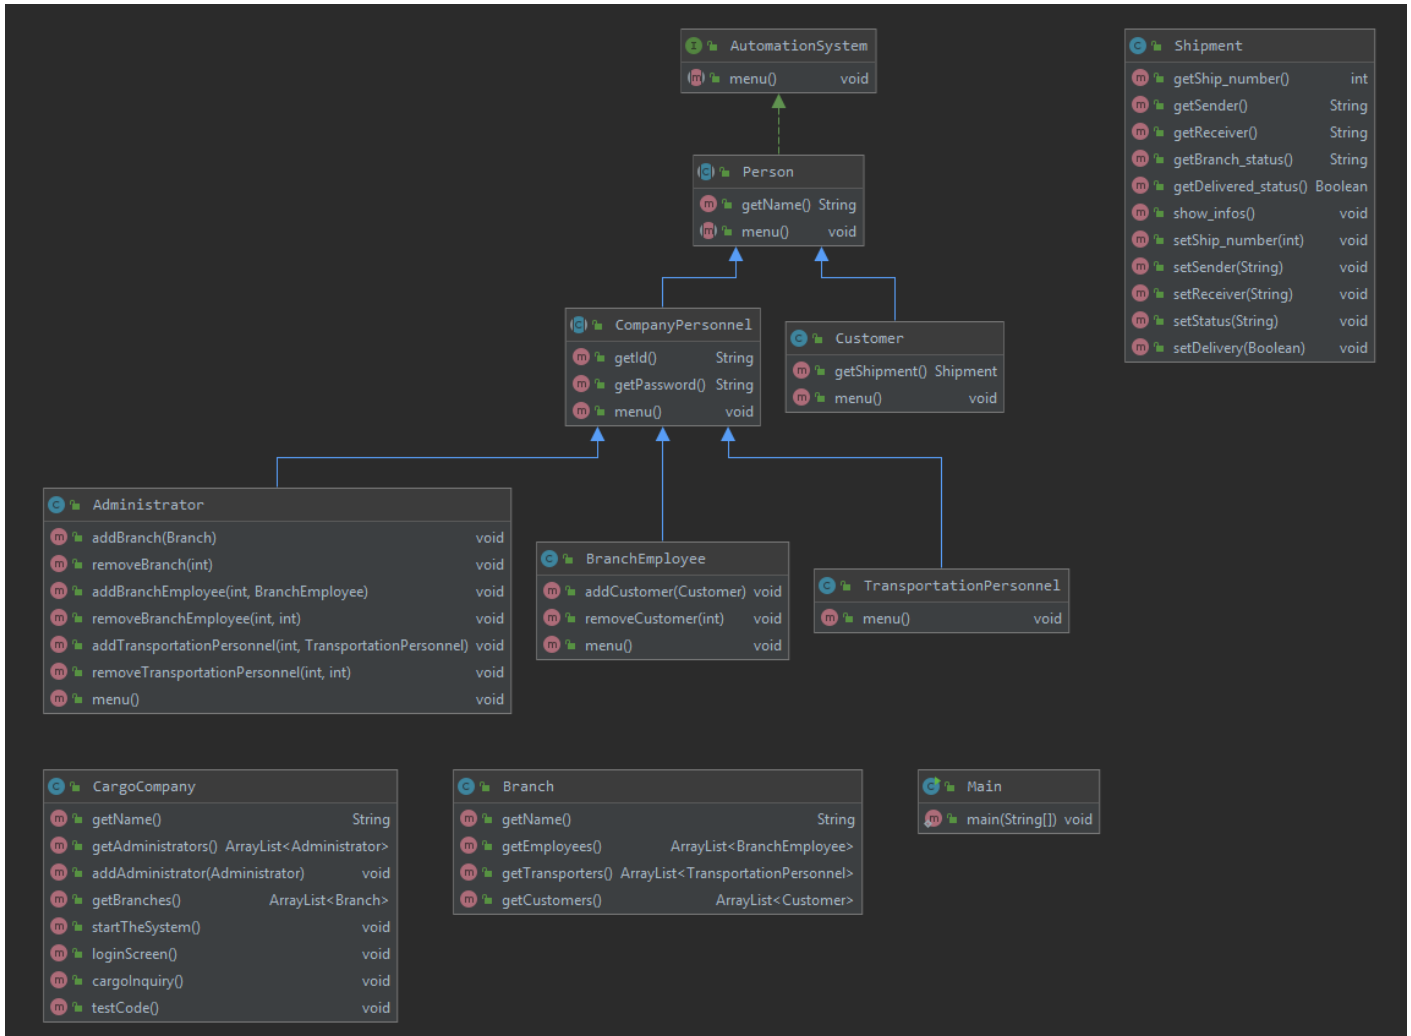 AutomationSystem
menu() void
Person
getName() String
menu() void
CompanyPersonnel
getId() String
getPassword() String
menu() void
Customer
getShipment() Shipment
menu() void
Shipment
getShip_number() int
getSender() String
getReceiver() String
getBranch_status() String
getDelivered_status() Boolean
show_infos() void
setShip_number(int) void
setSender(String) void
setReceiver(String) void
setStatus(String) void
setDelivery(Boolean) void
Administrator
addBranch(Branch) void
removeBranch(int) void
addBranchEmployee(int, BranchEmployee) void
removeBranchEmployee(int, int) void
addTransportationPersonnel(int, TransportationPersonnel) void
removeTransportationPersonnel(int, int) void
menu() void
BranchEmployee
addCustomer(Customer) void
removeCustomer(int) void
menu() void
TransportationPersonnel
menu() void
CargoCompany
getName() String
getAdministrators() ArrayList<Administrator>
addAdministrator(Administrator) void
getBranches() ArrayList<Branch>
startTheSystem() void
loginScreen() void
cargoInquiry() void
testCode() void
Branch
getName() String
getEmployees() ArrayList<BranchEmployee>
getTransporters() ArrayList<TransportationPersonnel>
getCustomers() ArrayList<Customer>
Main
main(String[]) void